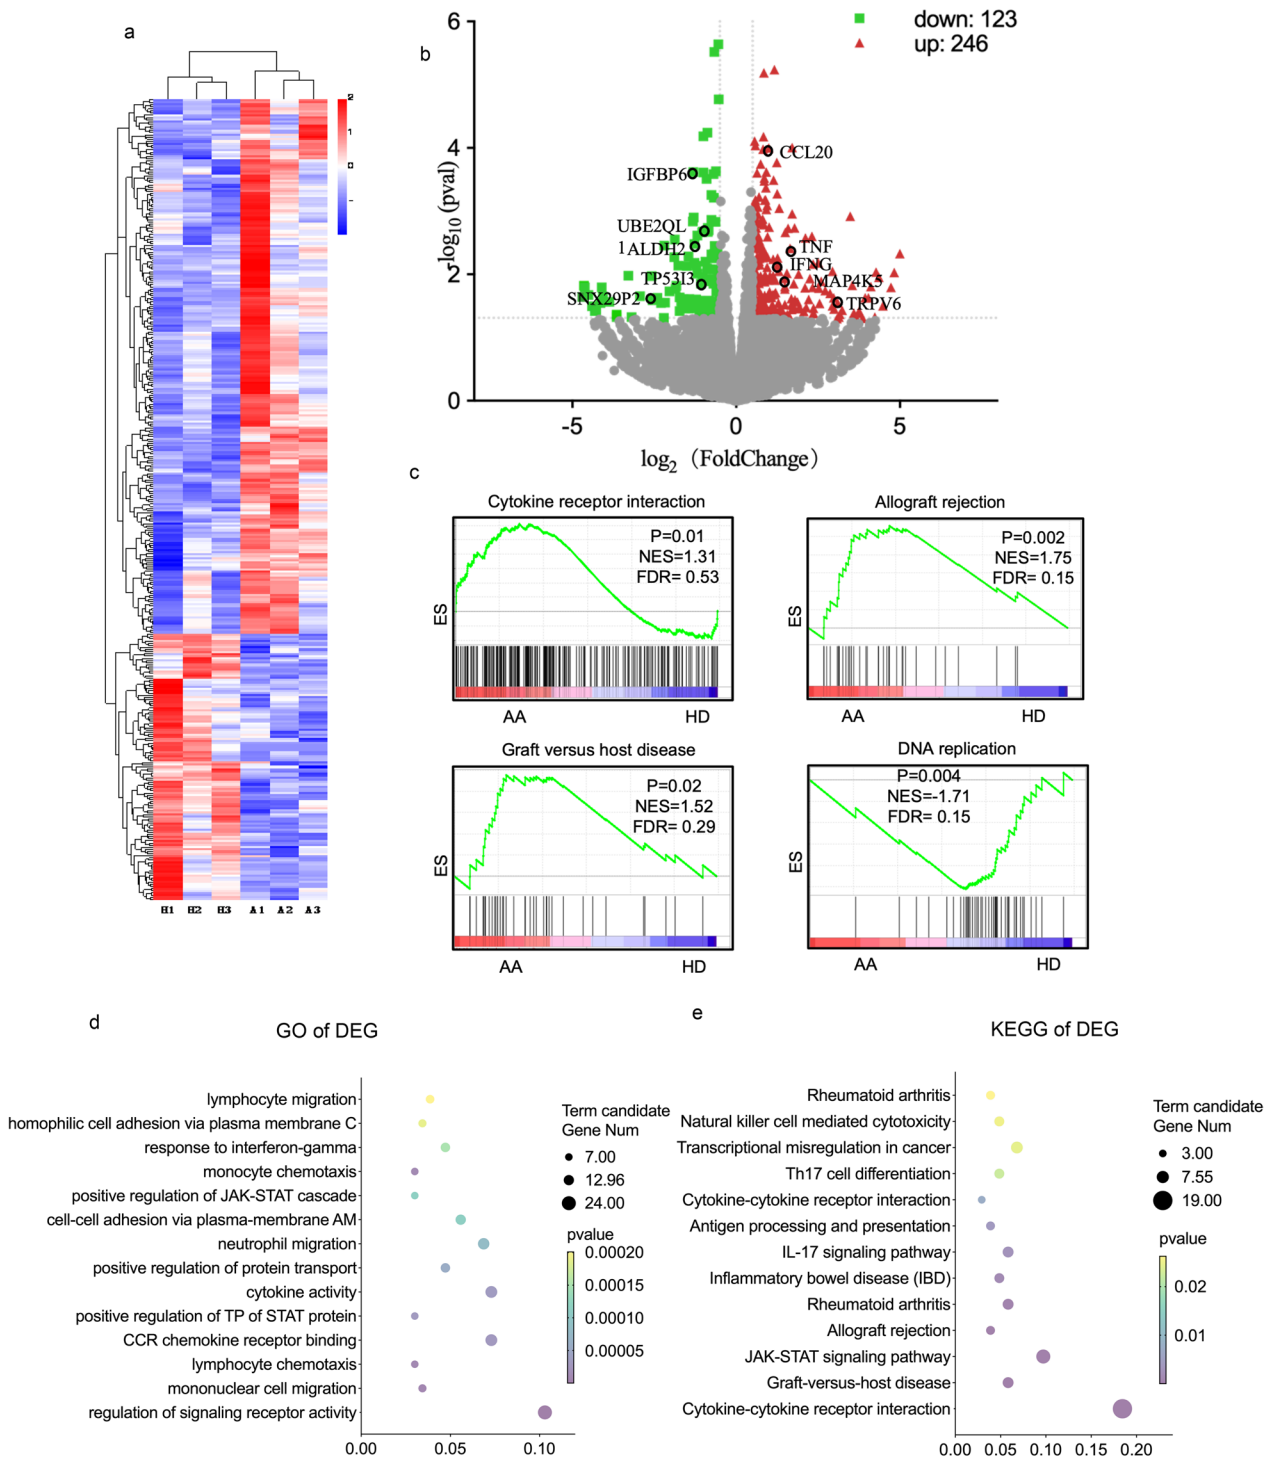 a
2
1
0
-
H1 H2 H3 A1 A2 A3
b
down: 123
up: 246
6
4
2
0
-log10 (pval)
-5 0 5
log2 (FoldChange)
CCL20
IGFBP6
UBE2QL
1
ALDH2
TNF
IFNG
TP53I3
MAP4K5
SNX29P2
TRPV6
c
Cytokine receptor interaction
P=0.01
NES=1.31
FDR= 0.53
ES
AA HD
Allograft rejection
P=0.002
NES=1.75
FDR= 0.15
ES
AA HD
Graft versus host disease
P=0.02
NES=1.52
FDR= 0.29
ES
AA HD
DNA replication
P=0.004
NES=-1.71
FDR= 0.15
ES
AA HD
d
GO of DEG
lymphocyte migration
homophilic cell adhesion via plasma membrane C
response to interferon-gamma
monocyte chemotaxis
positive regulation of JAK-STAT cascade
cell-cell adhesion via plasma-membrane AM
neutrophil migration
positive regulation of protein transport
cytokine activity
positive regulation of TP of STAT protein
CCR chemokine receptor binding
lymphocyte chemotaxis
mononuclear cell migration
regulation of signaling receptor activity
0.00 0.05 0.10
Term candidate
Gene Num
7.00
12.96
24.00
pvalue
0.00020
0.00015
0.00010
0.00005
e
KEGG of DEG
Rheumatoid arthritis
Natural killer cell mediated cytotoxicity
Transcriptional misregulation in cancer
Th17 cell differentiation
Cytokine-cytokine receptor interaction
Antigen processing and presentation
IL-17 signaling pathway
Inflammatory bowel disease (IBD)
Rheumatoid arthritis
Allograft rejection
JAK-STAT signaling pathway
Graft-versus-host disease
Cytokine-cytokine receptor interaction
0.00 0.05 0.10 0.15 0.20
Term candidate
Gene Num
3.00
7.55
19.00
pvalue
0.02
0.01